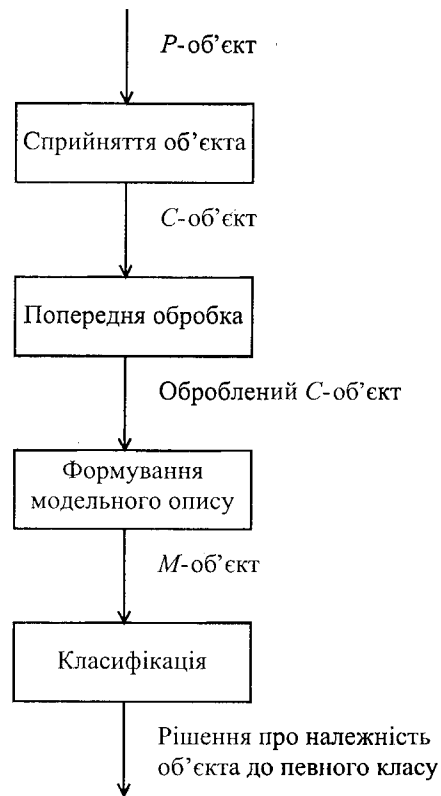 P-об’єкт
Сприйняття об’єкта
C-об’єкт
Попередня обробка
Оброблений C-об’єкт
Формування
модельного опису
M-об’єкт
Класифікація
Рішення про належність
об’єкта до певного класу